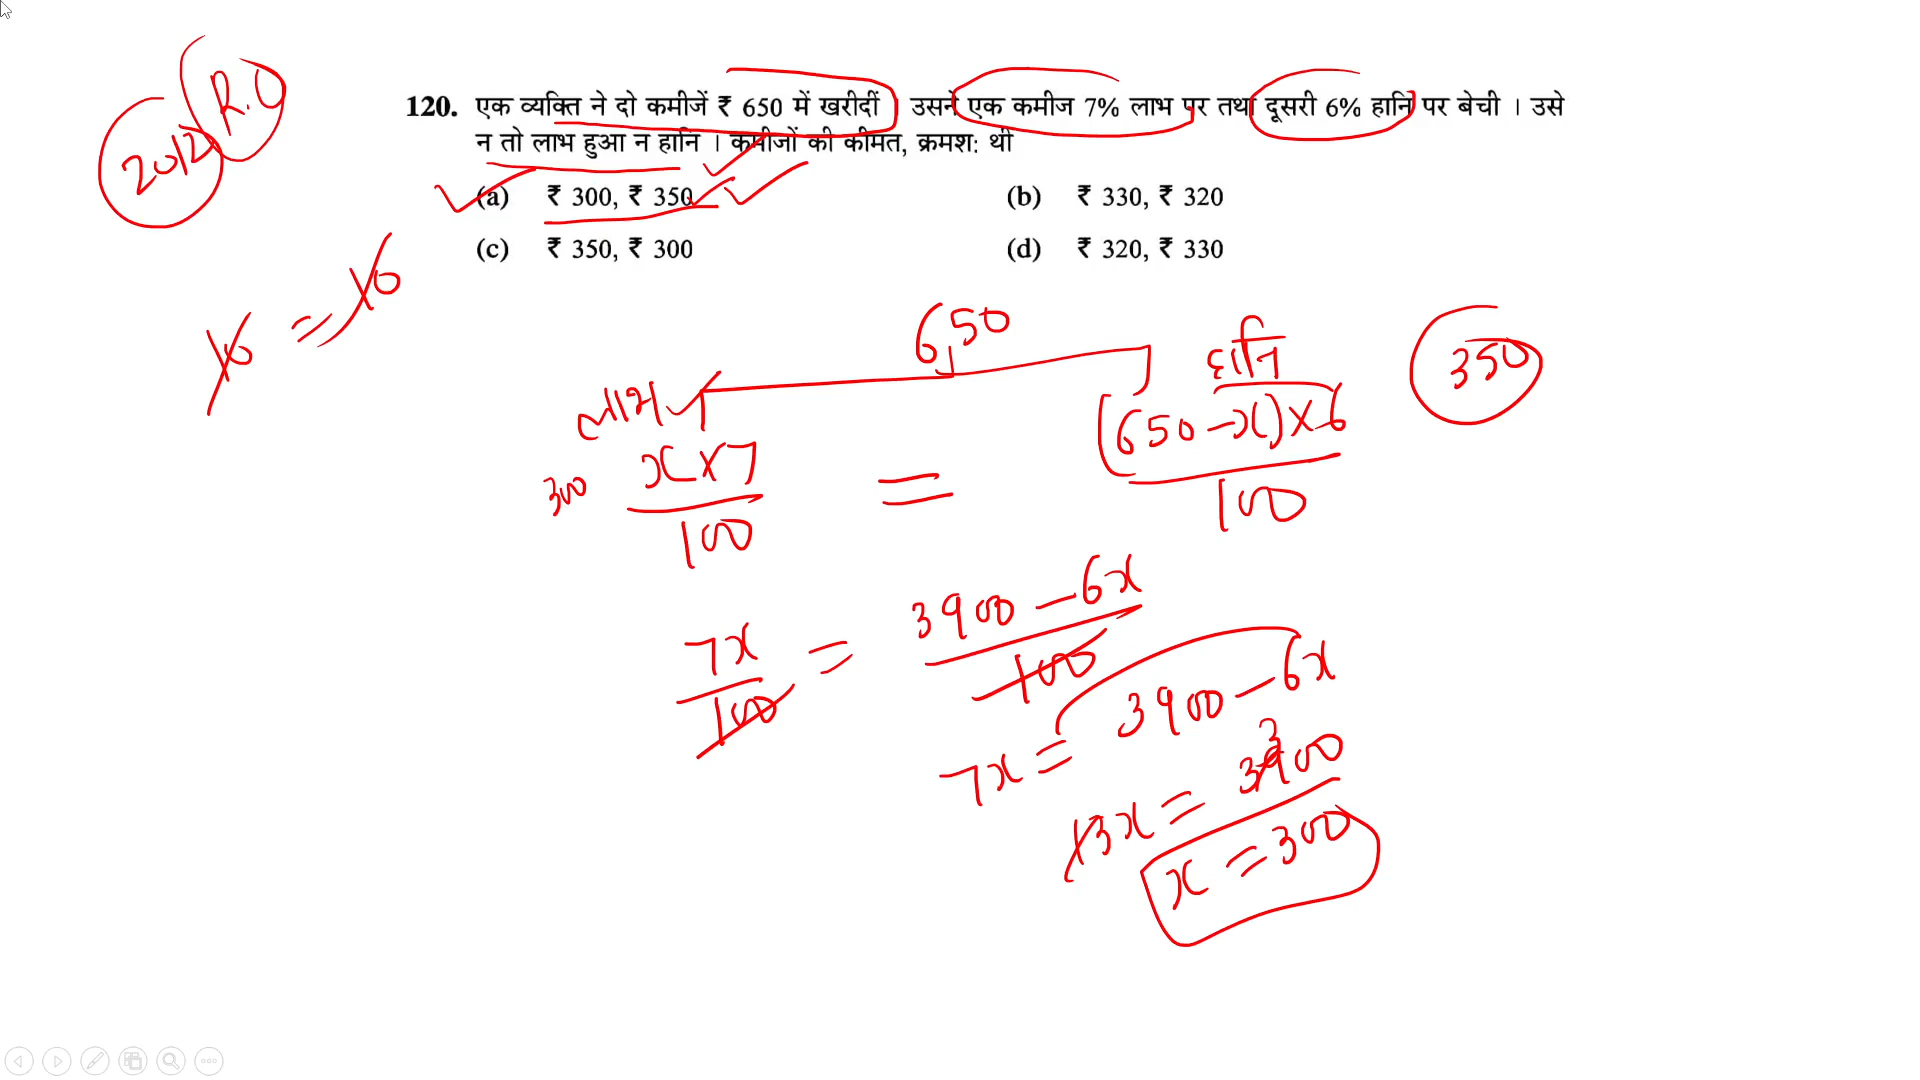 2012 R.O
120. एक व्यक्ति ने दो कमीजें ₹ 650 में खरीदीं । उसने एक कमीज 7% लाभ पर तथा दूसरी 6% हानि पर बेची । उसे
न तो लाभ हुआ न हानि । कमीजों की कीमत, क्रमश: थी
(a) ₹ 300, ₹ 350 (b) ₹ 330, ₹ 320
(c) ₹ 350, ₹ 300 (d) ₹ 320, ₹ 330
650
लाभ हानि 350
300 x×7/100 = (650-x)×6/100
7x/100 = 3900-6x/100
7x = 3900-6x
13x = 3900
x = 300